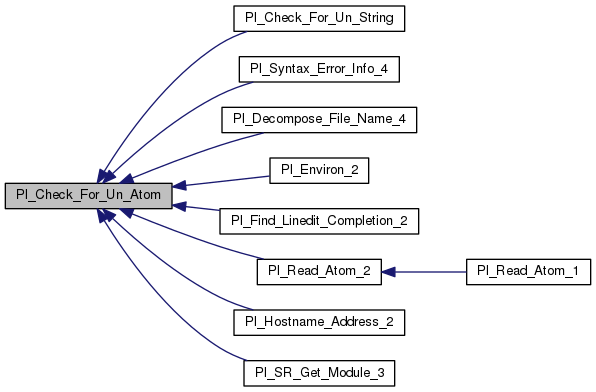 Pl_Check_For_Un_String
Pl_Syntax_Error_Info_4
Pl_Decompose_File_Name_4
Pl_Environ_2
Pl_Check_For_Un_Atom
Pl_Find_Linedit_Completion_2
Pl_Read_Atom_2
Pl_Read_Atom_1
Pl_Hostname_Address_2
Pl_SR_Get_Module_3